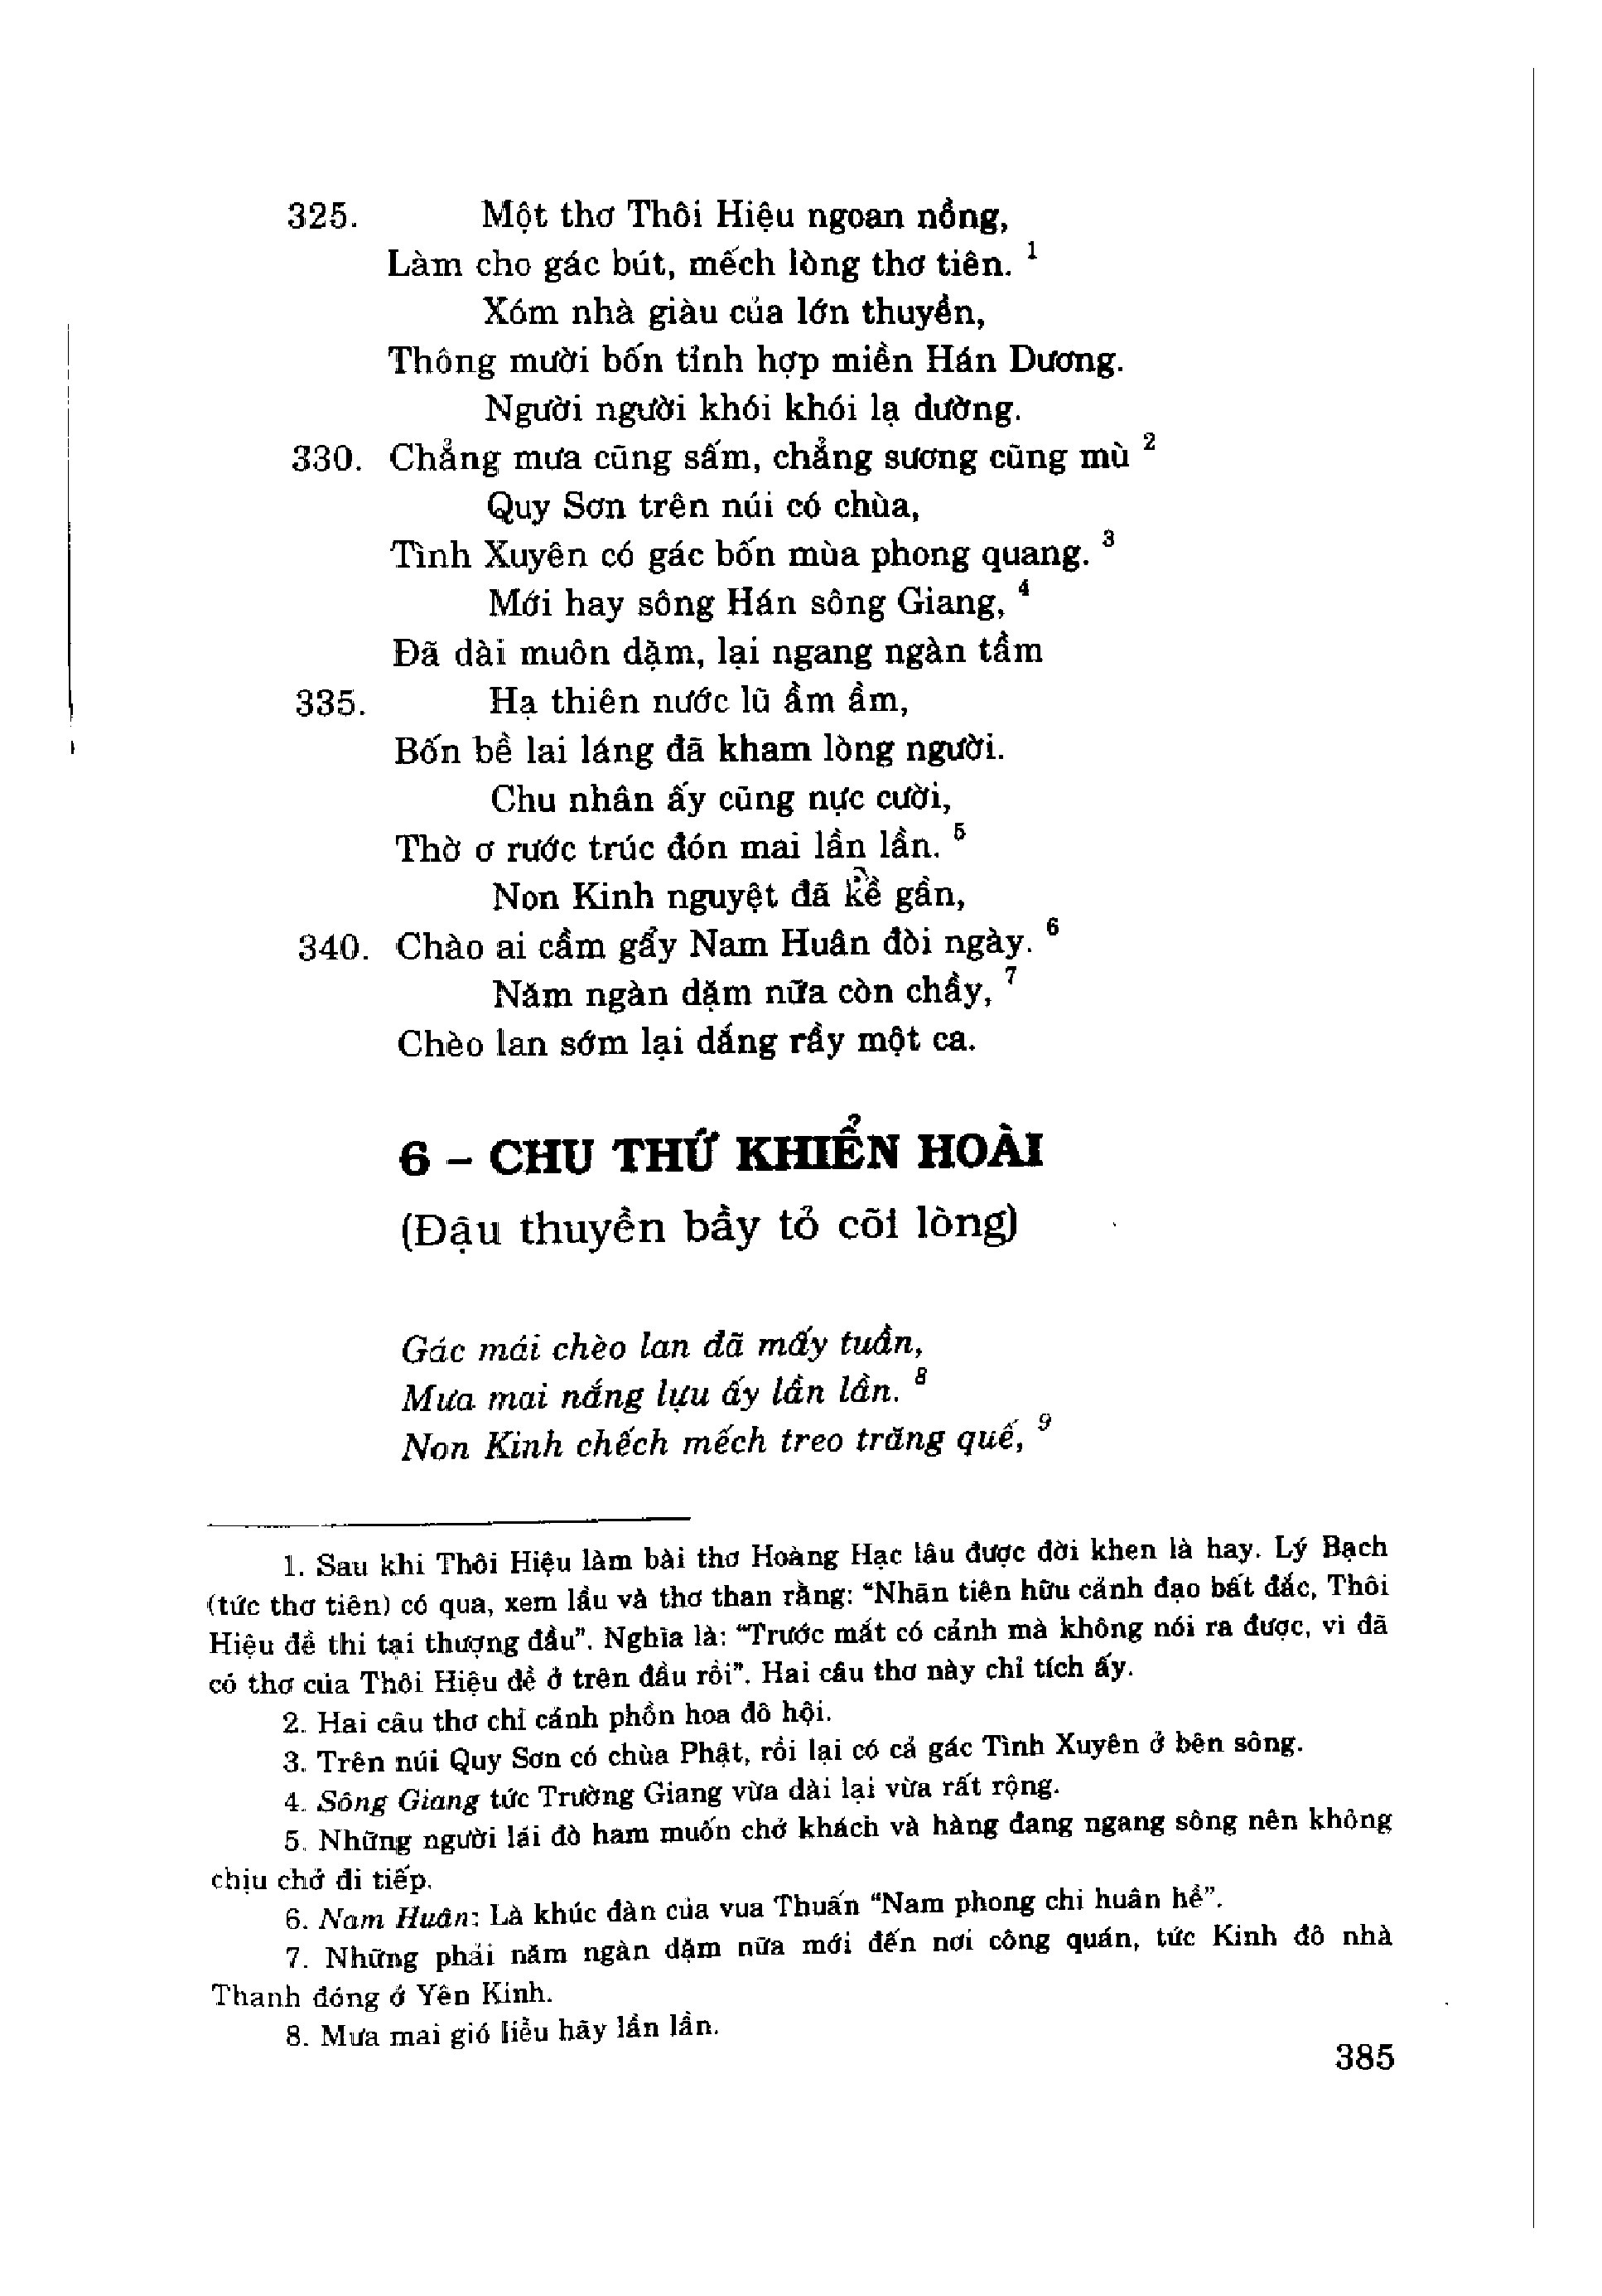 325. Một thơ Thôi Hiệu ngoan nồng,
Làm cho gác bút, mếch lòng thơ tiên. 1
Xóm nhà giàu của lớn thuyền,
Thông mười bốn tỉnh hợp miền Hán Dương.
Người người khói khói lạ dường.
330. Chẳng mưa cũng sấm, chẳng sương cũng mù 2
Quy Sơn trên núi có chùa,
Tình Xuyên có gác bốn mùa phong quang. 3
Mới hay sông Hán sông Giang, 4
Đã dài muôn dặm, lại ngang ngàn tầm
335. Hạ thiên nước lũ ầm ầm,
Bốn bề lai láng đã kham lòng người.
Chu nhân ấy cũng nực cười,
Thờ ơ rước trúc đón mai lần lần. 5
Non Kinh nguyệt đã kề gần,
340. Chào ai cầm gẩy Nam Huân đòi ngày. 6
Năm ngàn dặm nữa còn chầy, 7
Chèo lan sớm lại dắng rầy một ca.
6 – CHU THỨ KHIỂN HOÀI
(Đậu thuyền bầy tỏ cõi lòng)
Gác mái chèo lan đã mấy tuần,
Mưa mai nắng lựu ấy lần lần. 8
Non Kinh chếch mếch treo trăng quế, 9
1. Sau khi Thôi Hiệu làm bài thơ Hoàng Hạc lâu được đời khen là hay. Lý Bạch
(tức thơ tiên) có qua, xem lầu và thơ than rằng: “Nhãn tiên hữu cảnh đạo bất đắc, Thôi
Hiệu đề thi tại thượng đầu”. Nghĩa là: “Trước mắt có cảnh mà không nói ra được, vì đã
có thơ của Thôi Hiệu đề ở trên đầu rồi”. Hai câu thơ này chỉ tích ấy.
2. Hai câu thơ chỉ cảnh phồn hoa đô hội.
3. Trên núi Quy Sơn có chùa Phật, rồi lại có cả gác Tình Xuyên ở bên sông.
4. Sông Giang tức Trường Giang vừa dài lại vừa rất rộng.
5. Những người lái đò ham muốn chở khách và hàng đang ngang sông nên không
chịu chở đi tiếp.
6. Nam Huân: Là khúc đàn của vua Thuấn “Nam phong chi huân hề”.
7. Những phải năm ngàn dặm nữa mới đến nơi công quán, tức Kinh đô nhà
Thanh đóng ở Yên Kinh.
8. Mưa mai gió liễu hãy lần lần.
385